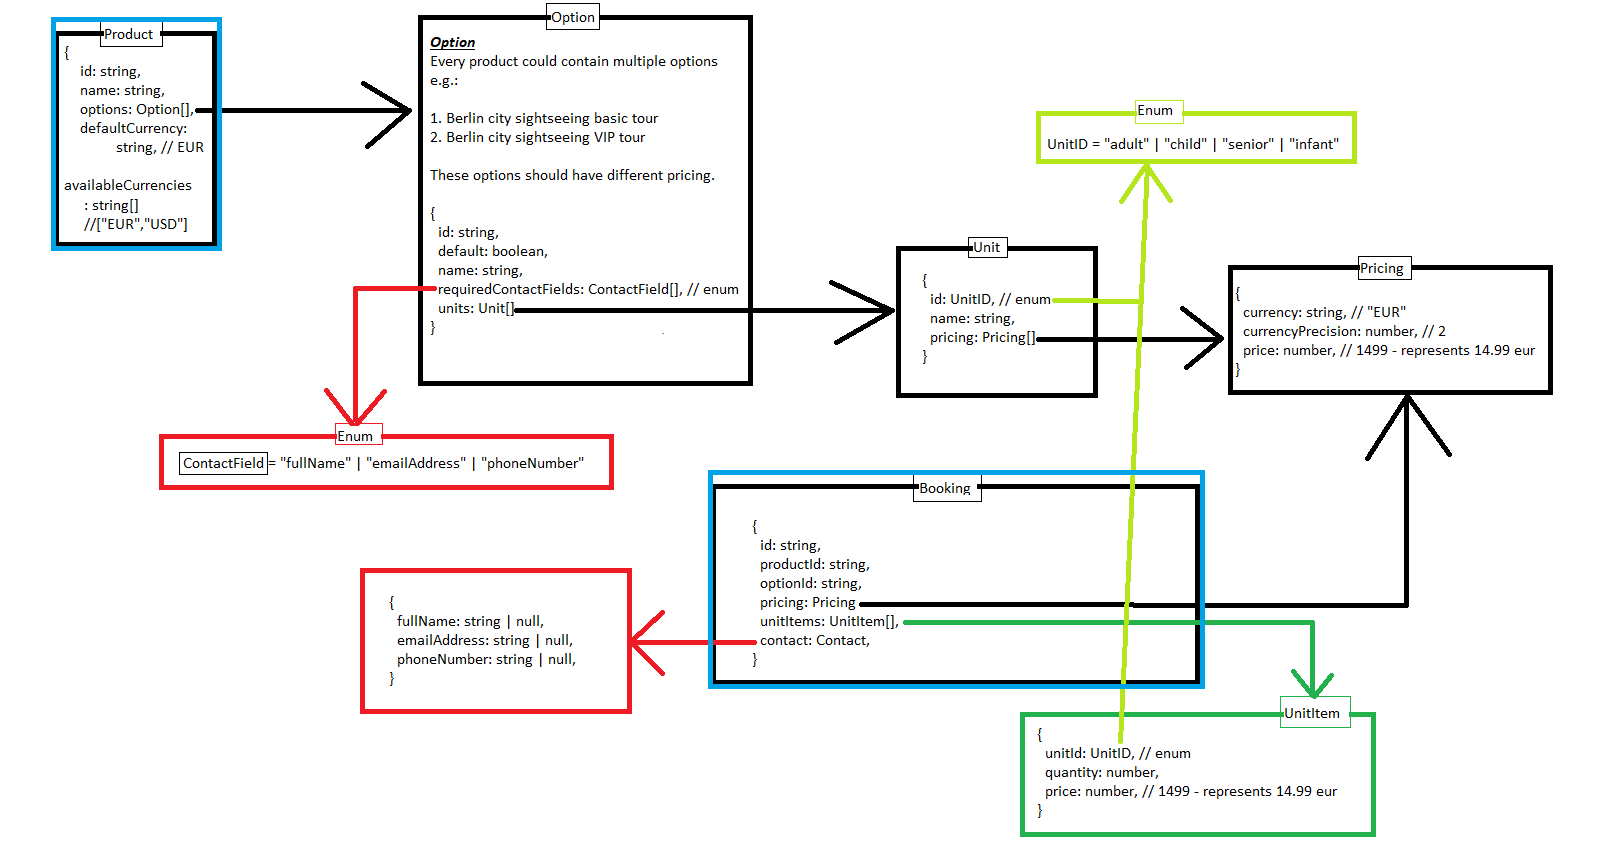 Product
{
id: string,
name: string,
options: Option[],
defaultCurrency:
string, // EUR
availableCurrencies
: string[]
//["EUR","USD"]
Option
Option
Every product could contain multiple options
e.g.:
1. Berlin city sightseeing basic tour
2. Berlin city sightseeing VIP tour
These options should have different pricing.
{
id: string,
default: boolean,
name: string,
requiredContactFields: ContactField[], // enum
units: Unit[]
}
Enum
UnitID = "adult" | "child" | "senior" | "infant"
Unit
{
id: UnitID, // enum
name: string,
pricing: Pricing[]
}
Pricing
{
currency: string, // "EUR"
currencyPrecision: number, // 2
price: number, // 1499 - represents 14.99 eur
}
Enum
ContactField = "fullName" | "emailAddress" | "phoneNumber"
Booking
{
id: string,
productId: string,
optionId: string,
pricing: Pricing
unitItems: UnitItem[],
contact: Contact,
}
{
fullName: string | null,
emailAddress: string | null,
phoneNumber: string | null,
}
UnitItem
{
unitId: UnitID, // enum
quantity: number,
price: number, // 1499 - represents 14.99 eur
}